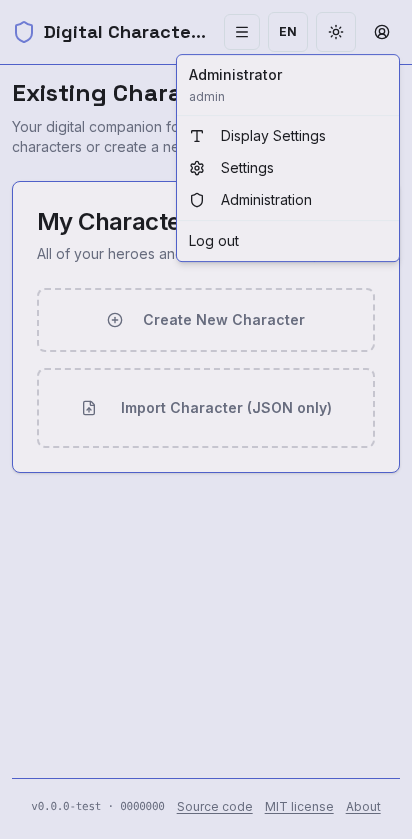 Digital Characte...
EN
Administrator
admin
Display Settings
Settings
Administration
Log out
Existing Chara
Your digital companion fo
characters or create a ne
My Characte
All of your heroes an
Create New Character
Import Character (JSON only)
v0.0.0-test · 0000000 Source code MIT license About